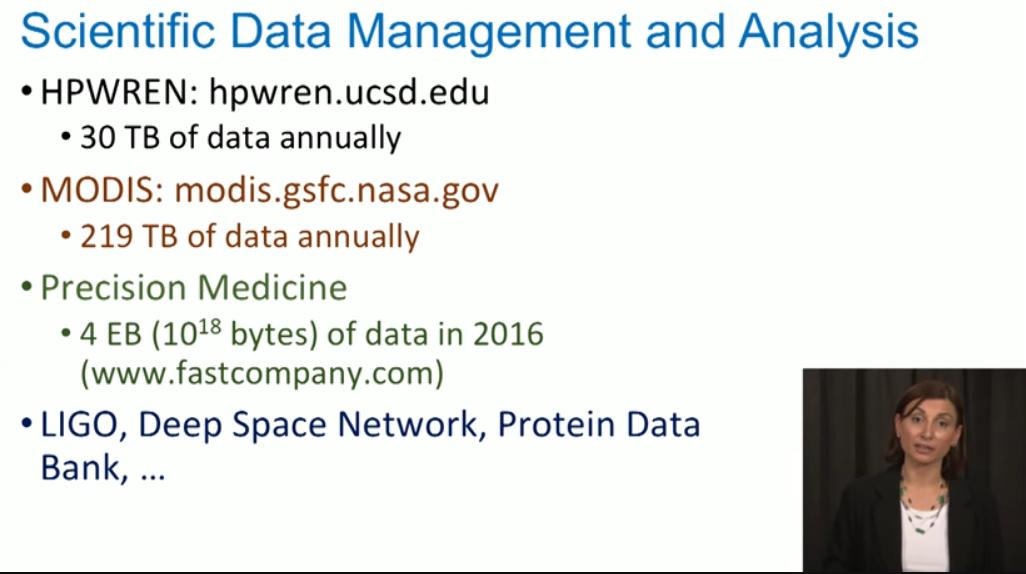 Scientific Data Management and Analysis
• HPWREN: hpwren.ucsd.edu
• 30 TB of data annually
• MODIS: modis.gsfc.nasa.gov
• 219 TB of data annually
• Precision Medicine
• 4 EB (10¹⁸ bytes) of data in 2016
(www.fastcompany.com)
• LIGO, Deep Space Network, Protein Data
Bank, ...